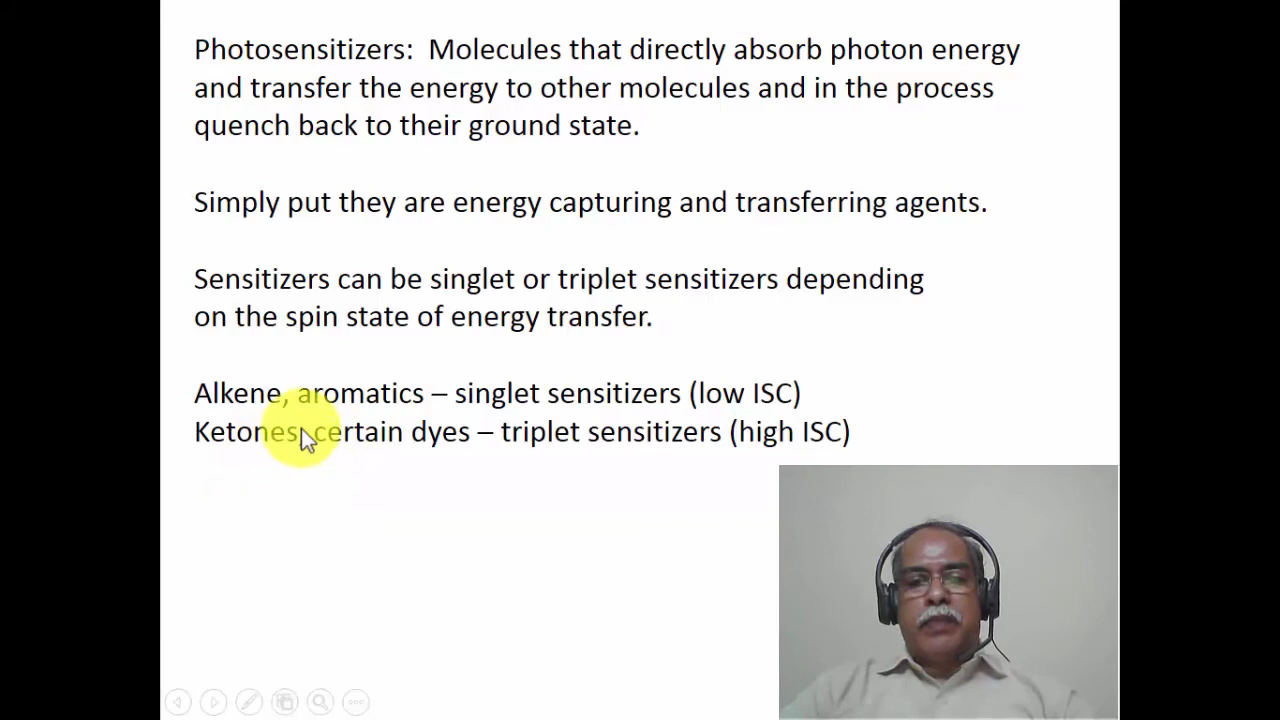 Photosensitizers: Molecules that directly absorb photon energy
and transfer the energy to other molecules and in the process
quench back to their ground state.
Simply put they are energy capturing and transferring agents.
Sensitizers can be singlet or triplet sensitizers depending
on the spin state of energy transfer.
Alkene, aromatics – singlet sensitizers (low ISC)
Ketones, certain dyes – triplet sensitizers (high ISC)